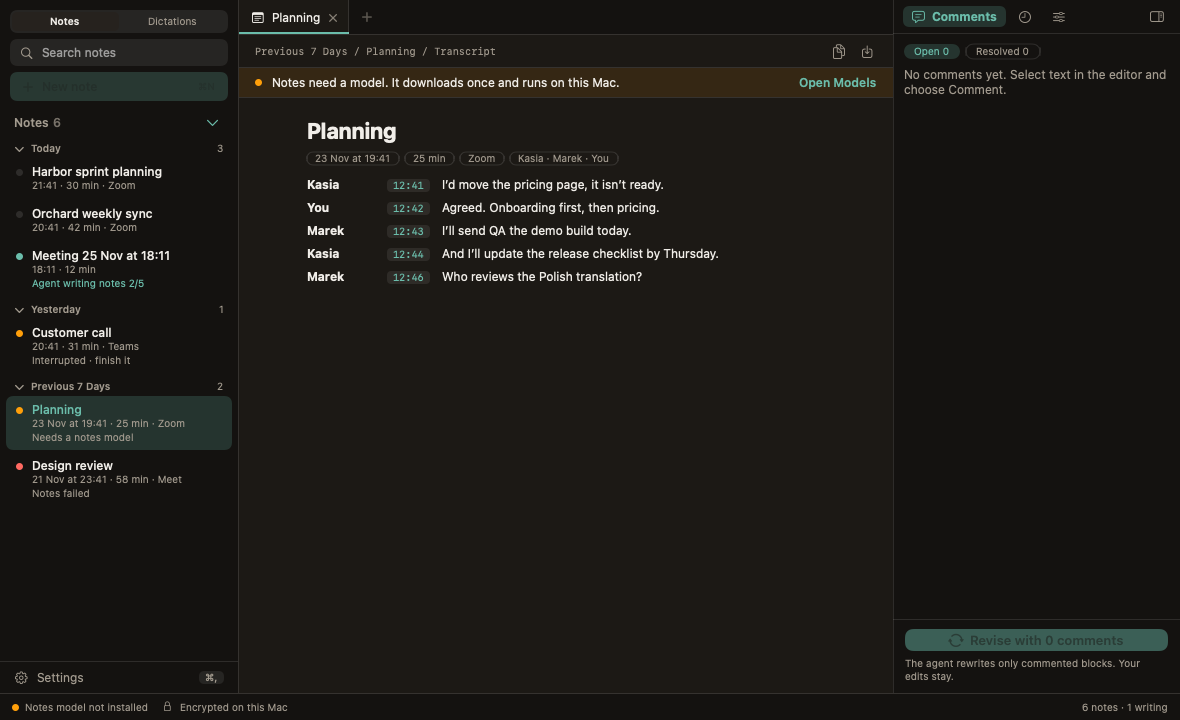 Notes
Dictations
Search notes
+ New note ⌘N
Notes 6
Today 3
Harbor sprint planning
21:41 · 30 min · Zoom
Orchard weekly sync
20:41 · 42 min · Zoom
Meeting 25 Nov at 18:11
18:11 · 12 min
Agent writing notes 2/5
Yesterday 1
Customer call
20:41 · 31 min · Teams
Interrupted · finish it
Previous 7 Days 2
Planning
23 Nov at 19:41 · 25 min · Zoom
Needs a notes model
Design review
21 Nov at 23:41 · 58 min · Meet
Notes failed
Settings ⌘,
Planning
Previous 7 Days / Planning / Transcript
Notes need a model. It downloads once and runs on this Mac. Open Models
Planning
23 Nov at 19:41 25 min Zoom Kasia · Marek · You
Kasia 12:41 I’d move the pricing page, it isn’t ready.
You 12:42 Agreed. Onboarding first, then pricing.
Marek 12:43 I’ll send QA the demo build today.
Kasia 12:44 And I’ll update the release checklist by Thursday.
Marek 12:46 Who reviews the Polish translation?
Comments
Open 0 Resolved 0
No comments yet. Select text in the editor and
choose Comment.
Revise with 0 comments
The agent rewrites only commented blocks. Your
edits stay.
Notes model not installed Encrypted on this Mac 6 notes · 1 writing